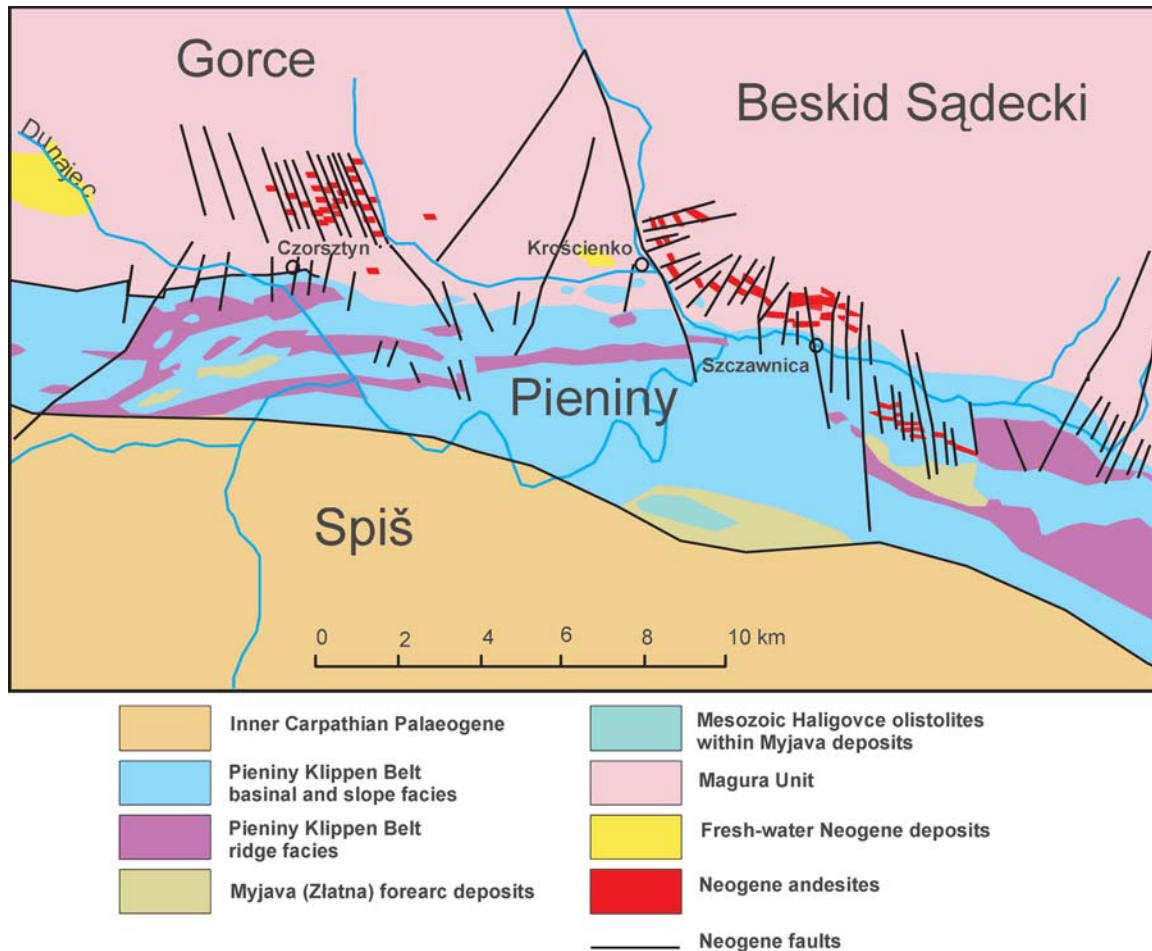 Gorce
Beskid Sądecki
Dunajec
Czorsztyn
Krościenko
Szczawnica
Pieniny
Spiš
0 2 4 6 8 10 km
Inner Carpathian Palaeogene
Pieniny Klippen Belt
basinal and slope facies
Pieniny Klippen Belt
ridge facies
Myjava (Złatna) forearc deposits
Mesozoic Haligovce olistolites
within Myjava deposits
Magura Unit
Fresh-water Neogene deposits
Neogene andesites
Neogene faults